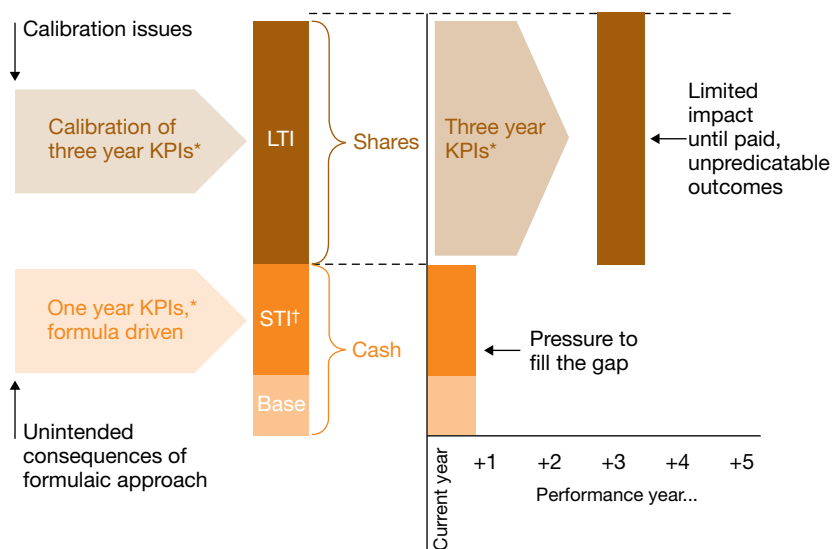 Calibration issues
Calibration of
three year KPIs*
LTI
Shares
Three year
KPIs*
Limited
impact
until paid,
unpredicatable
outcomes
One year KPIs,*
formula driven
STI†
Cash
Base
Pressure to
fill the gap
Unintended
consequences of
formulaic approach
Current year
+1
+2
+3
+4
+5
Performance year...